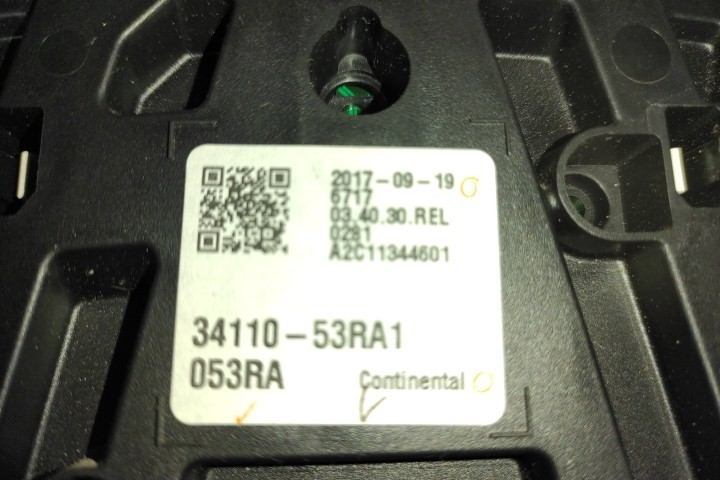 2017-09-19
6717
03.40.30.REL
0281
A2C11344601
34110-53RA1
053RA
Continental